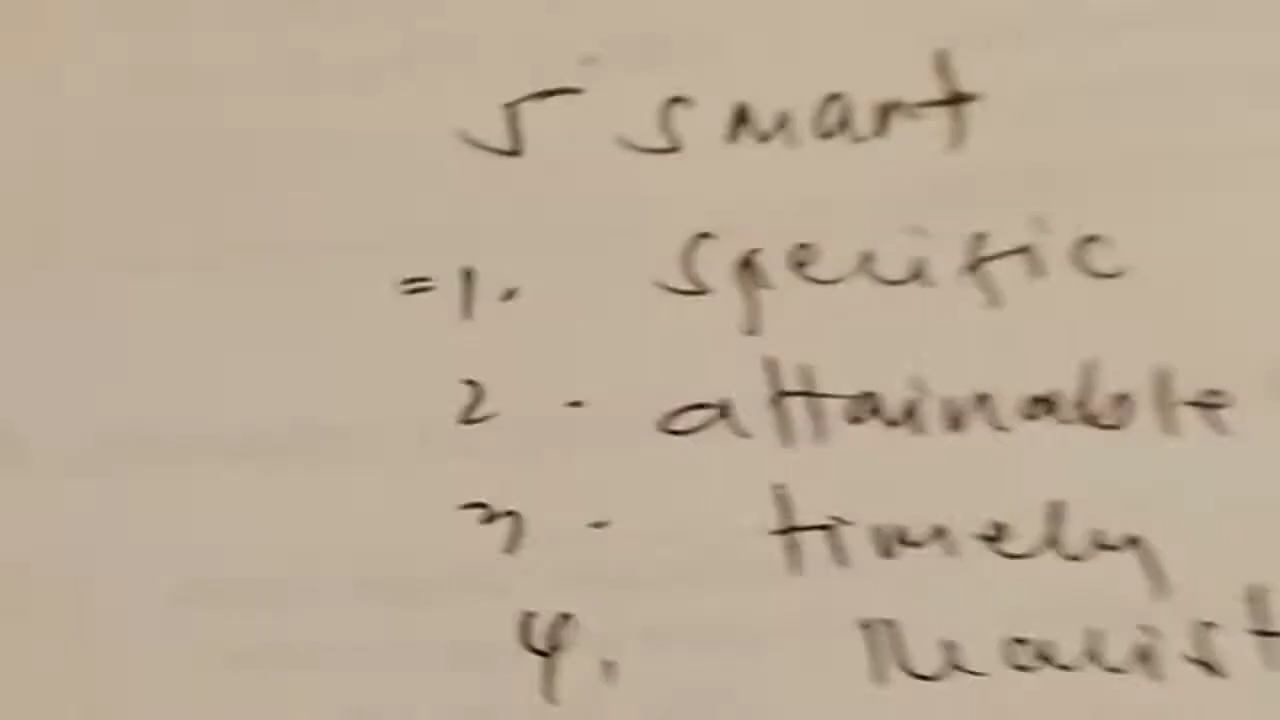 5 smart
=1. specific
2 - attainable
3 - timely
4. Realist